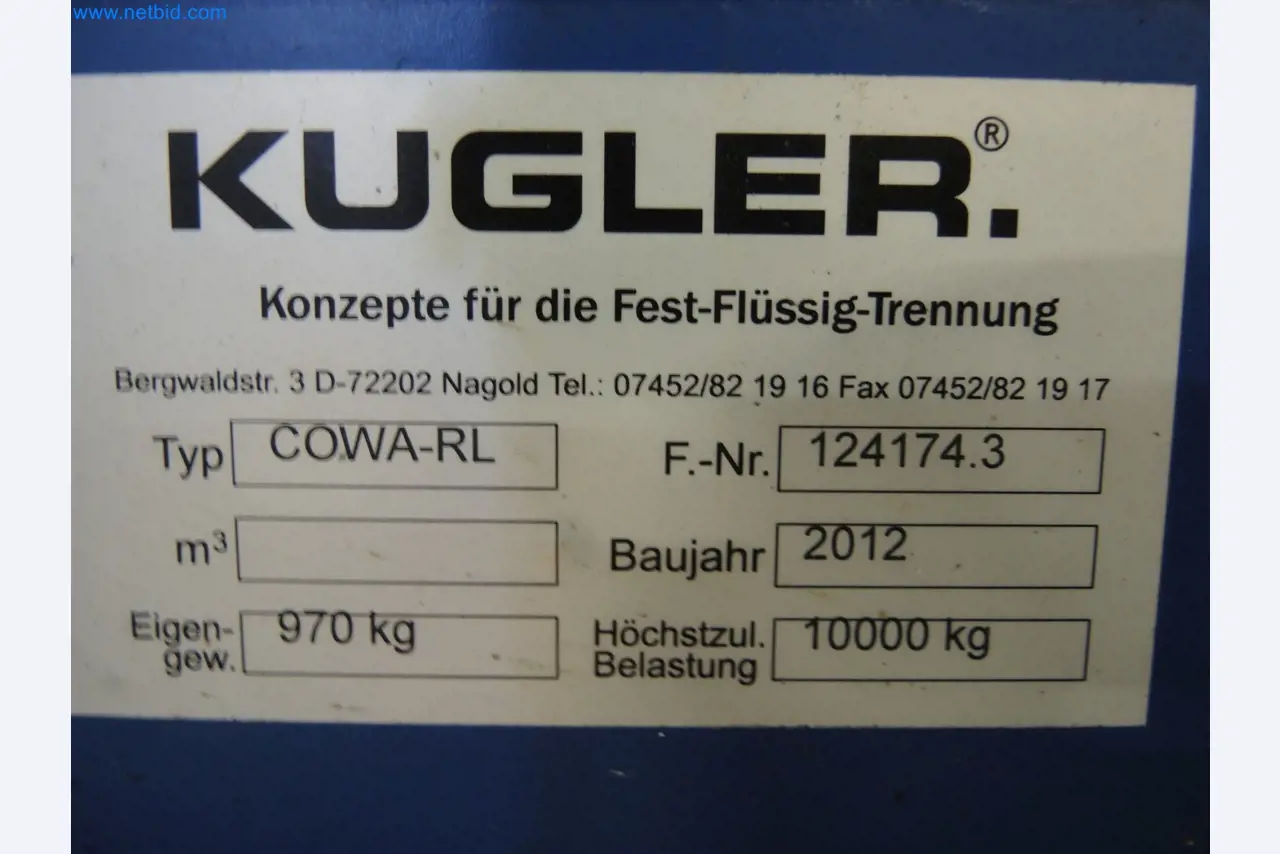 www.netbid.com
KUGLER.®
Konzepte für die Fest-Flüssig-Trennung
Bergwaldstr. 3 D-72202 Nagold Tel.: 07452/82 19 16 Fax 07452/82 19 17
Typ COWA-RL F.-Nr. 124174.3
m³ Baujahr 2012
Eigen- 970 kg Höchstzul. 10000 kg
gew. Belastung